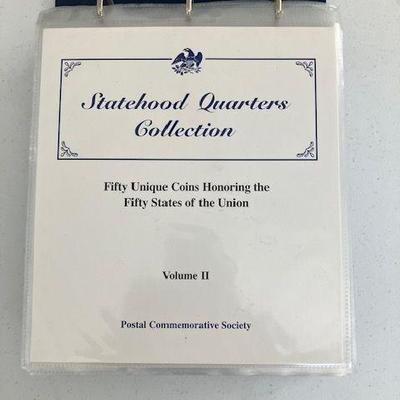 Statehood Quarters
Collection
Fifty Unique Coins Honoring the
Fifty States of the Union
Volume II
Postal Commemorative Society